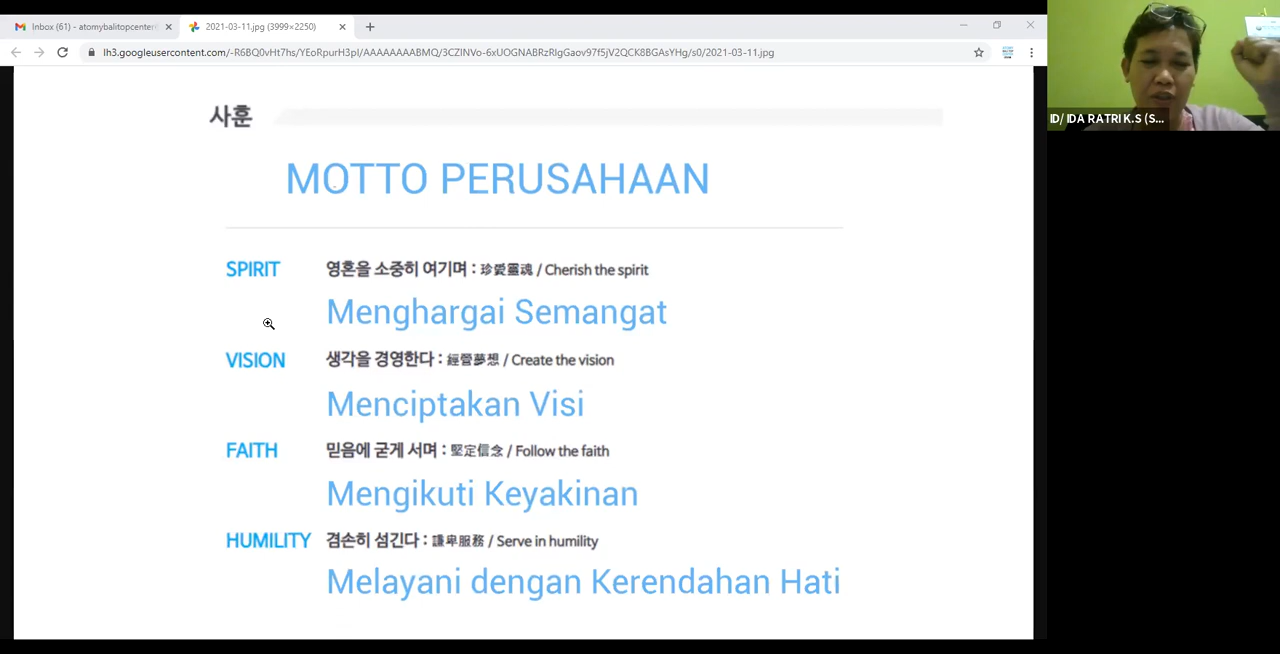 Inbox (61) - atomybalitopcenter
2021-03-11.jpg (3999×2250)
lh3.googleusercontent.com/-R6BQ0vHt7hs/YEoRpurH3pI/AAAAAAAABMQ/3CZINVo-6xUOGNABRzRIgGaov97f5jV2QCK8BGAsYHg/s0/2021-03-11.jpg
ID/ IDA RATRI K.S (S...
사훈
MOTTO PERUSAHAAN
SPIRIT 영혼을 소중히 여기며 : 珍愛靈魂 / Cherish the spirit
Menghargai Semangat
VISION 생각을 경영한다 : 經營夢想 / Create the vision
Menciptakan Visi
FAITH 믿음에 굳게 서며 : 堅定信念 / Follow the faith
Mengikuti Keyakinan
HUMILITY 겸손히 섬긴다 : 謙卑服務 / Serve in humility
Melayani dengan Kerendahan Hati